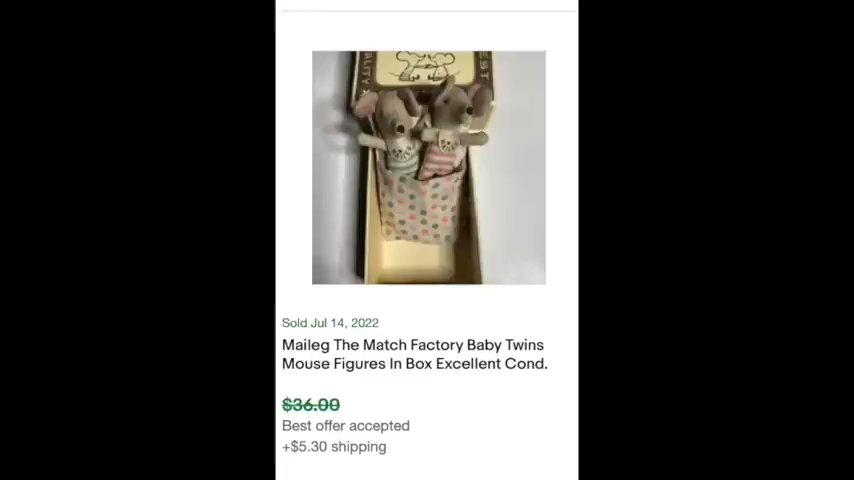 Sold Jul 14, 2022
Maileg The Match Factory Baby Twins
Mouse Figures In Box Excellent Cond.
$36.00
Best offer accepted
+$5.30 shipping